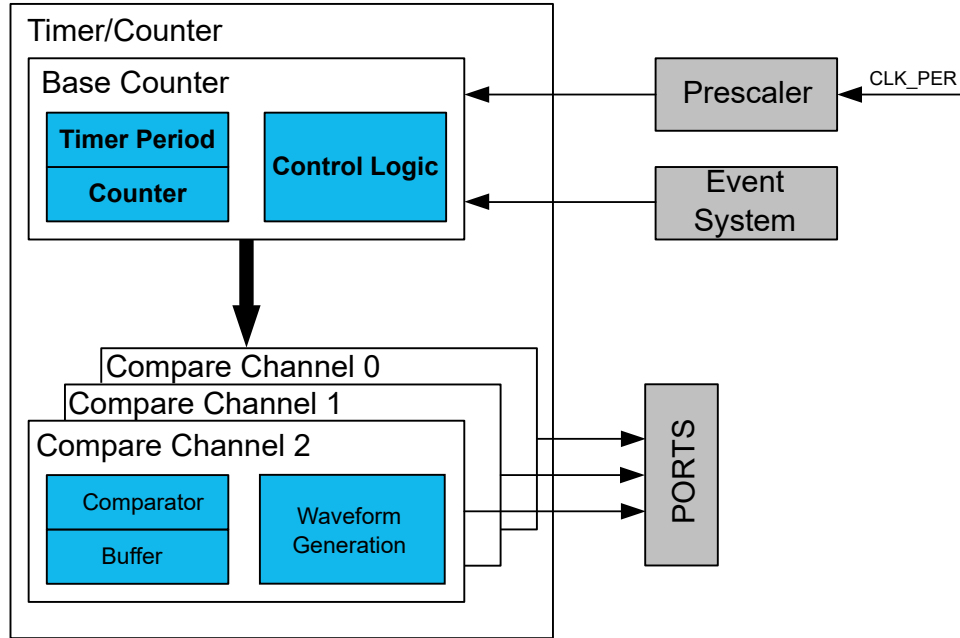 Timer/Counter
Base Counter
Timer Period
Counter
Control Logic
Prescaler
CLK_PER
Event
System
Compare Channel 0
Compare Channel 1
Compare Channel 2
Comparator
Buffer
Waveform
Generation
PORTS